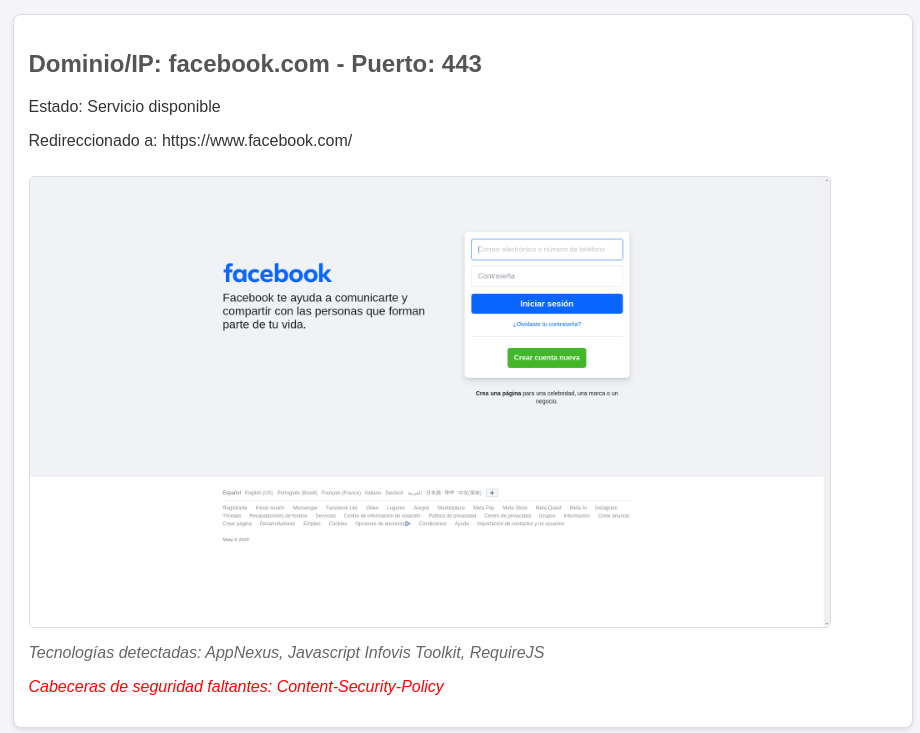 Dominio/IP: facebook.com - Puerto: 443
Estado: Servicio disponible
Redireccionado a: https://www.facebook.com/
Correo electrónico o número de teléfono
facebook
Contraseña
Facebook te ayuda a comunicarte y
compartir con las personas que forman
parte de tu vida.
Iniciar sesión
¿Olvidaste tu contraseña?
Crear cuenta nueva
Crea una página para una celebridad, una marca o un
negocio.
Español English (US) Português (Brasil) Français (France) Italiano Deutsch العربية 日本語 हिन्दी 中文(简体)
Registrarte Iniciar sesión Messenger Facebook Lite Video Lugares Juegos Marketplace Meta Pay Meta Store Meta Quest Meta AI Instagram
Threads Recaudaciones de fondos Servicios Centro de información de votación Política de privacidad Centro de privacidad Grupos Información Crear anuncio
Crear página Desarrolladores Empleo Cookies Opciones de anuncios Condiciones Ayuda Importación de contactos y no usuarios
Meta ©
Tecnologías detectadas: AppNexus, Javascript Infovis Toolkit, RequireJS
Cabeceras de seguridad faltantes: Content-Security-Policy